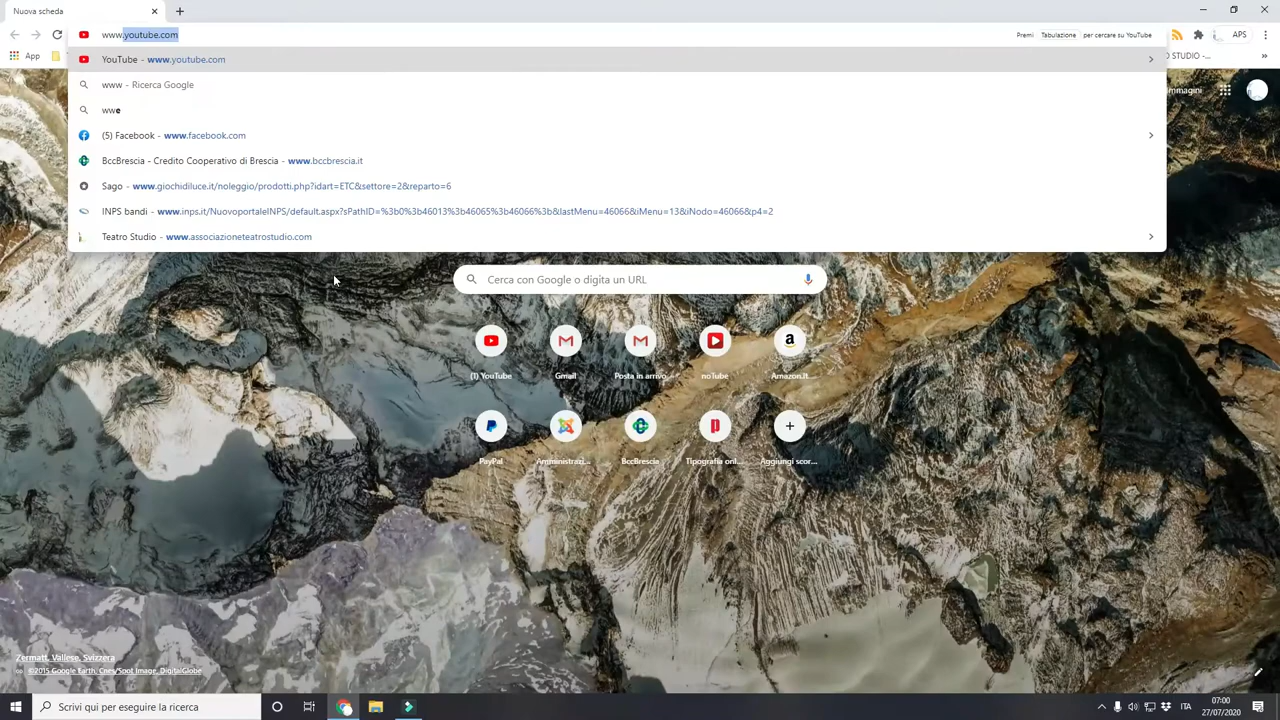 Nuova scheda
www.youtube.com
Premi Tabulazione per cercare su YouTube
APS
App
STUDIO -...
YouTube - www.youtube.com
www - Ricerca Google
wwe
(5) Facebook - www.facebook.com
BccBrescia - Credito Cooperativo di Brescia - www.bccbrescia.it
Sago - www.giochidiluce.it/noleggio/prodotti.php?idart=ETC&settore=2&reparto=6
INPS bandi - www.inps.it/NuovoportaleINPS/default.aspx?sPathID=%3b0%3b46013%3b46065%3b46066%3b&lastMenu=46066&iMenu=13&iNodo=46066&p4=2
Teatro Studio - www.associazioneteatrostudio.com
Immagini
Cerca con Google o digita un URL
(1) YouTube
Gmail
Posta in arrivo...
noTube
Amazon.it...
PayPal
Amministrazi...
BccBrescia
Tipografia onl...
Aggiungi scor...
Zermatt, Vallese, Svizzera
©2015 Google Earth, Cnes/Spot Image, DigitalGlobe
Scrivi qui per eseguire la ricerca
ITA
07:00
27/07/2020